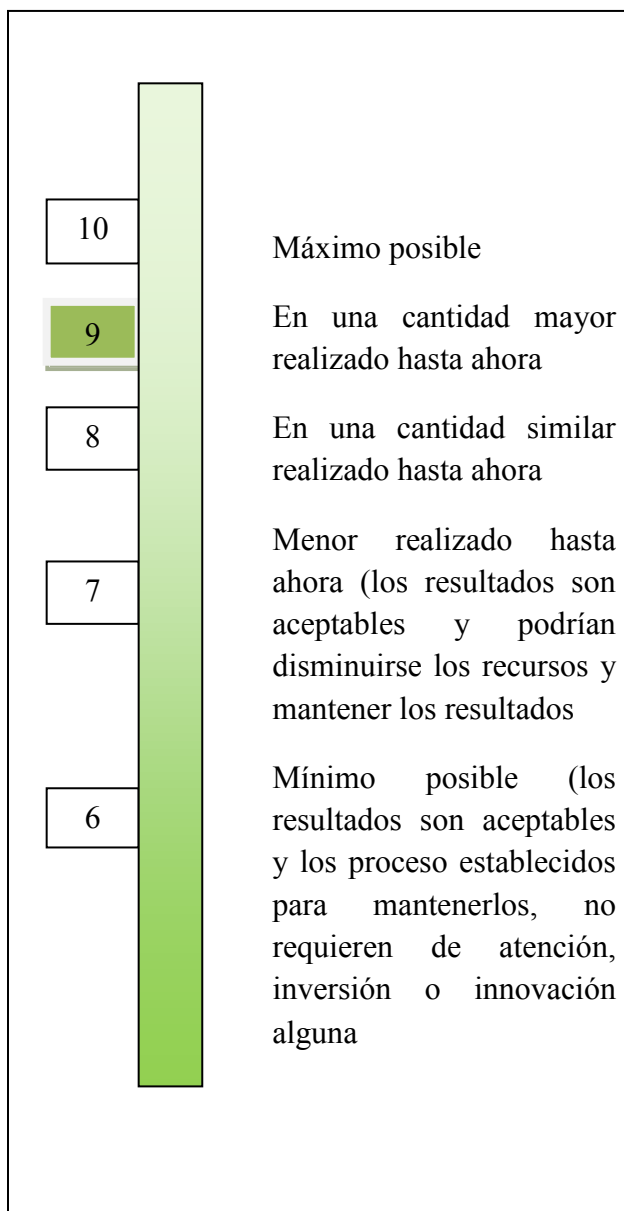 10
Máximo posible
9
En una cantidad mayor
realizado hasta ahora
8
En una cantidad similar
realizado hasta ahora
7
Menor realizado hasta
ahora (los resultados son
aceptables y podrían
disminuirse los recursos y
mantener los resultados
6
Mínimo posible (los
resultados son aceptables
y los proceso establecidos
para mantenerlos, no
requieren de atención,
inversión o innovación
alguna